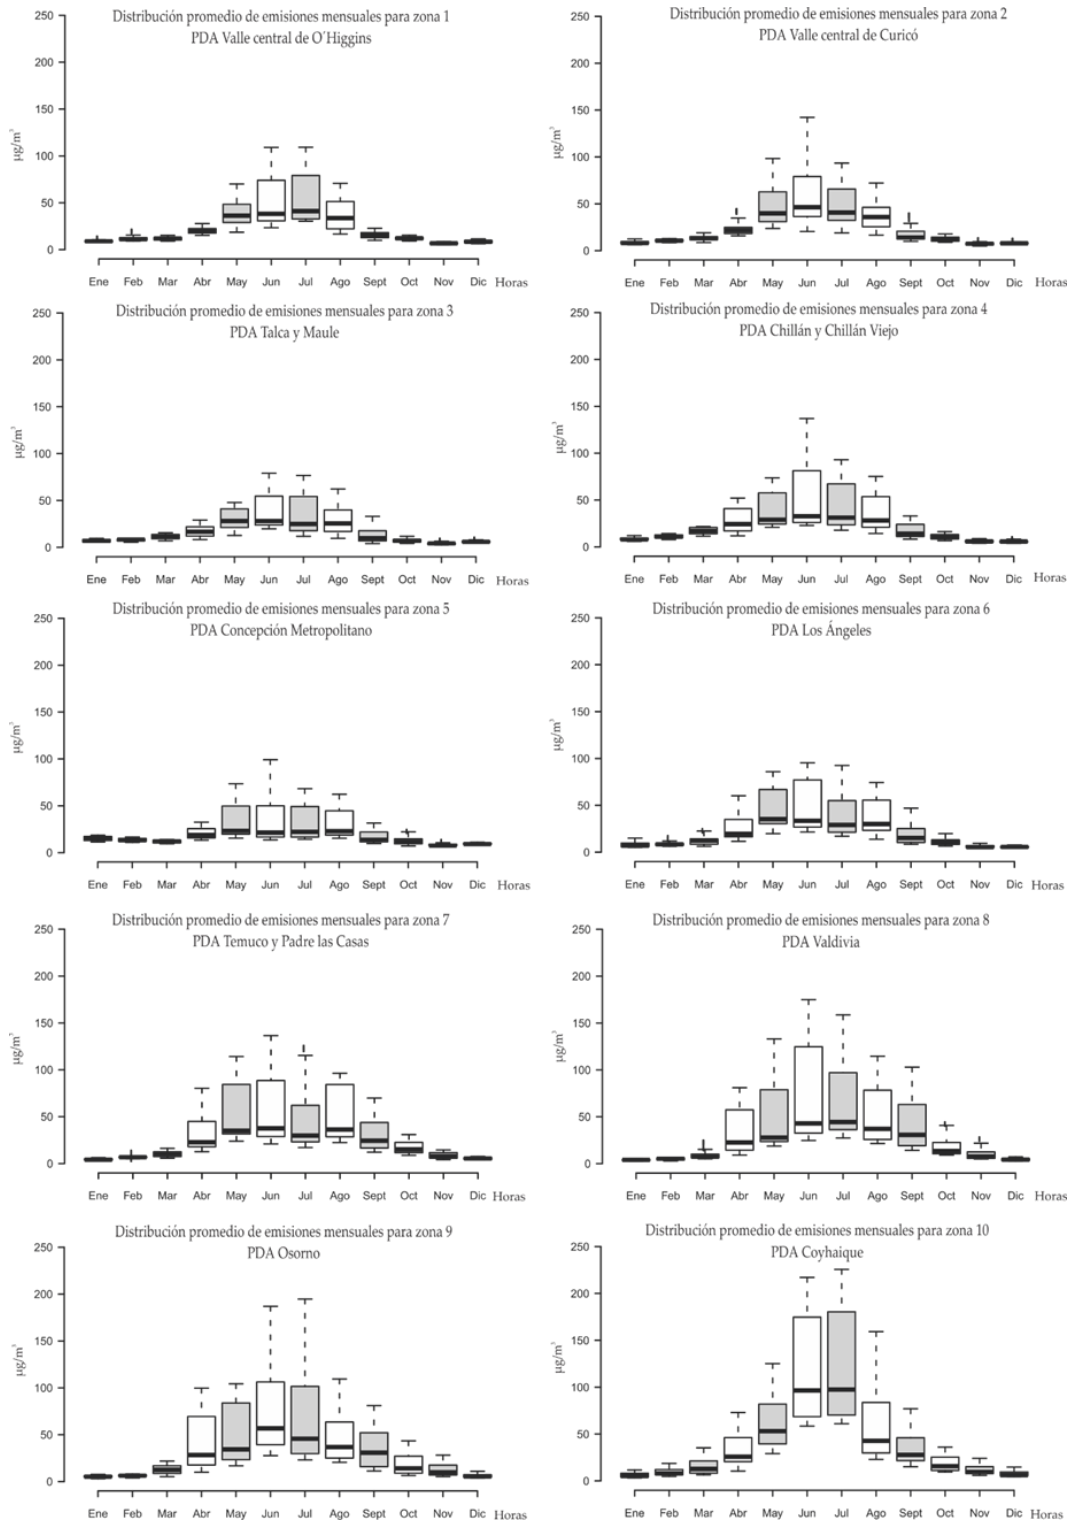 Distribución promedio de emisiones mensuales para zona 1
PDA Valle central de O´Higgins
250
200
150
100
50
0
µg/m³
Ene Feb Mar Abr May Jun Jul Ago Sept Oct Nov Dic Horas
Distribución promedio de emisiones mensuales para zona 2
PDA Valle central de Curicó
250
200
150
100
50
0
µg/m³
Ene Feb Mar Abr May Jun Jul Ago Sept Oct Nov Dic Horas
Distribución promedio de emisiones mensuales para zona 3
PDA Talca y Maule
250
200
150
100
50
0
µg/m³
Ene Feb Mar Abr May Jun Jul Ago Sept Oct Nov Dic Horas
Distribución promedio de emisiones mensuales para zona 4
PDA Chillán y Chillán Viejo
250
200
150
100
50
0
µg/m³
Ene Feb Mar Abr May Jun Jul Ago Sept Oct Nov Dic Horas
Distribución promedio de emisiones mensuales para zona 5
PDA Concepción Metropolitano
250
200
150
100
50
0
µg/m³
Ene Feb Mar Abr May Jun Jul Ago Sept Oct Nov Dic Horas
Distribución promedio de emisiones mensuales para zona 6
PDA Los Ángeles
250
200
150
100
50
0
µg/m³
Ene Feb Mar Abr May Jun Jul Ago Sept Oct Nov Dic Horas
Distribución promedio de emisiones mensuales para zona 7
PDA Temuco y Padre las Casas
250
200
150
100
50
0
µg/m³
Ene Feb Mar Abr May Jun Jul Ago Sept Oct Nov Dic Horas
Distribución promedio de emisiones mensuales para zona 8
PDA Valdivia
250
200
150
100
50
0
µg/m³
Ene Feb Mar Abr May Jun Jul Ago Sept Oct Nov Dic Horas
Distribución promedio de emisiones mensuales para zona 9
PDA Osorno
250
200
150
100
50
0
µg/m³
Ene Feb Mar Abr May Jun Jul Ago Sept Oct Nov Dic Horas
Distribución promedio de emisiones mensuales para zona 10
PDA Coyhaique
250
200
150
100
50
0
µg/m³
Ene Feb Mar Abr May Jun Jul Ago Sept Oct Nov Dic Horas